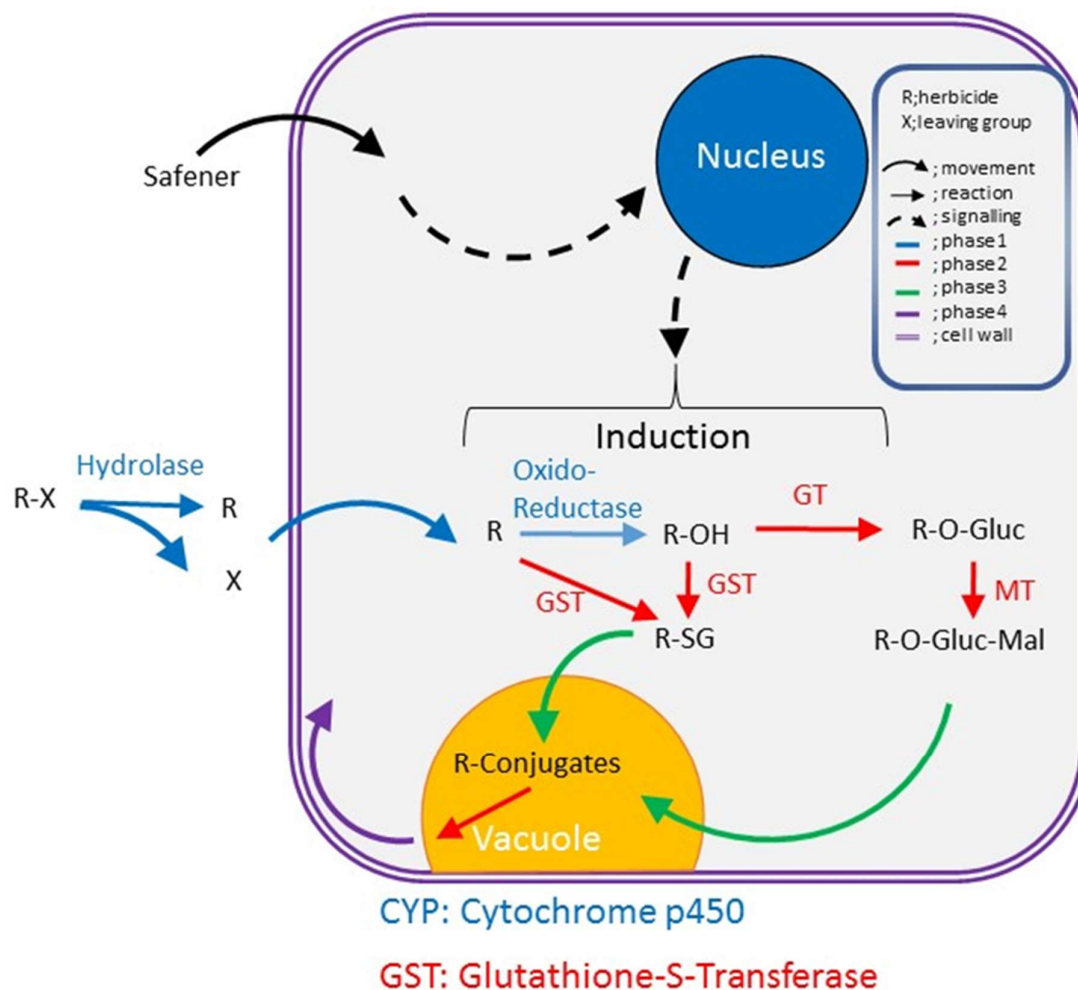 Nucleus
R;herbicide
X;leaving group
; movement
; reaction
; signalling
; phase1
; phase2
; phase3
; phase4
; cell wall
Safener
Induction
Hydrolase
R-X
R
X
Oxido-
Reductase
R
R-OH
GT
R-O-Gluc
GST
GST
MT
R-SG
R-O-Gluc-Mal
R-Conjugates
Vacuole
CYP: Cytochrome p450
GST: Glutathione-S-Transferase